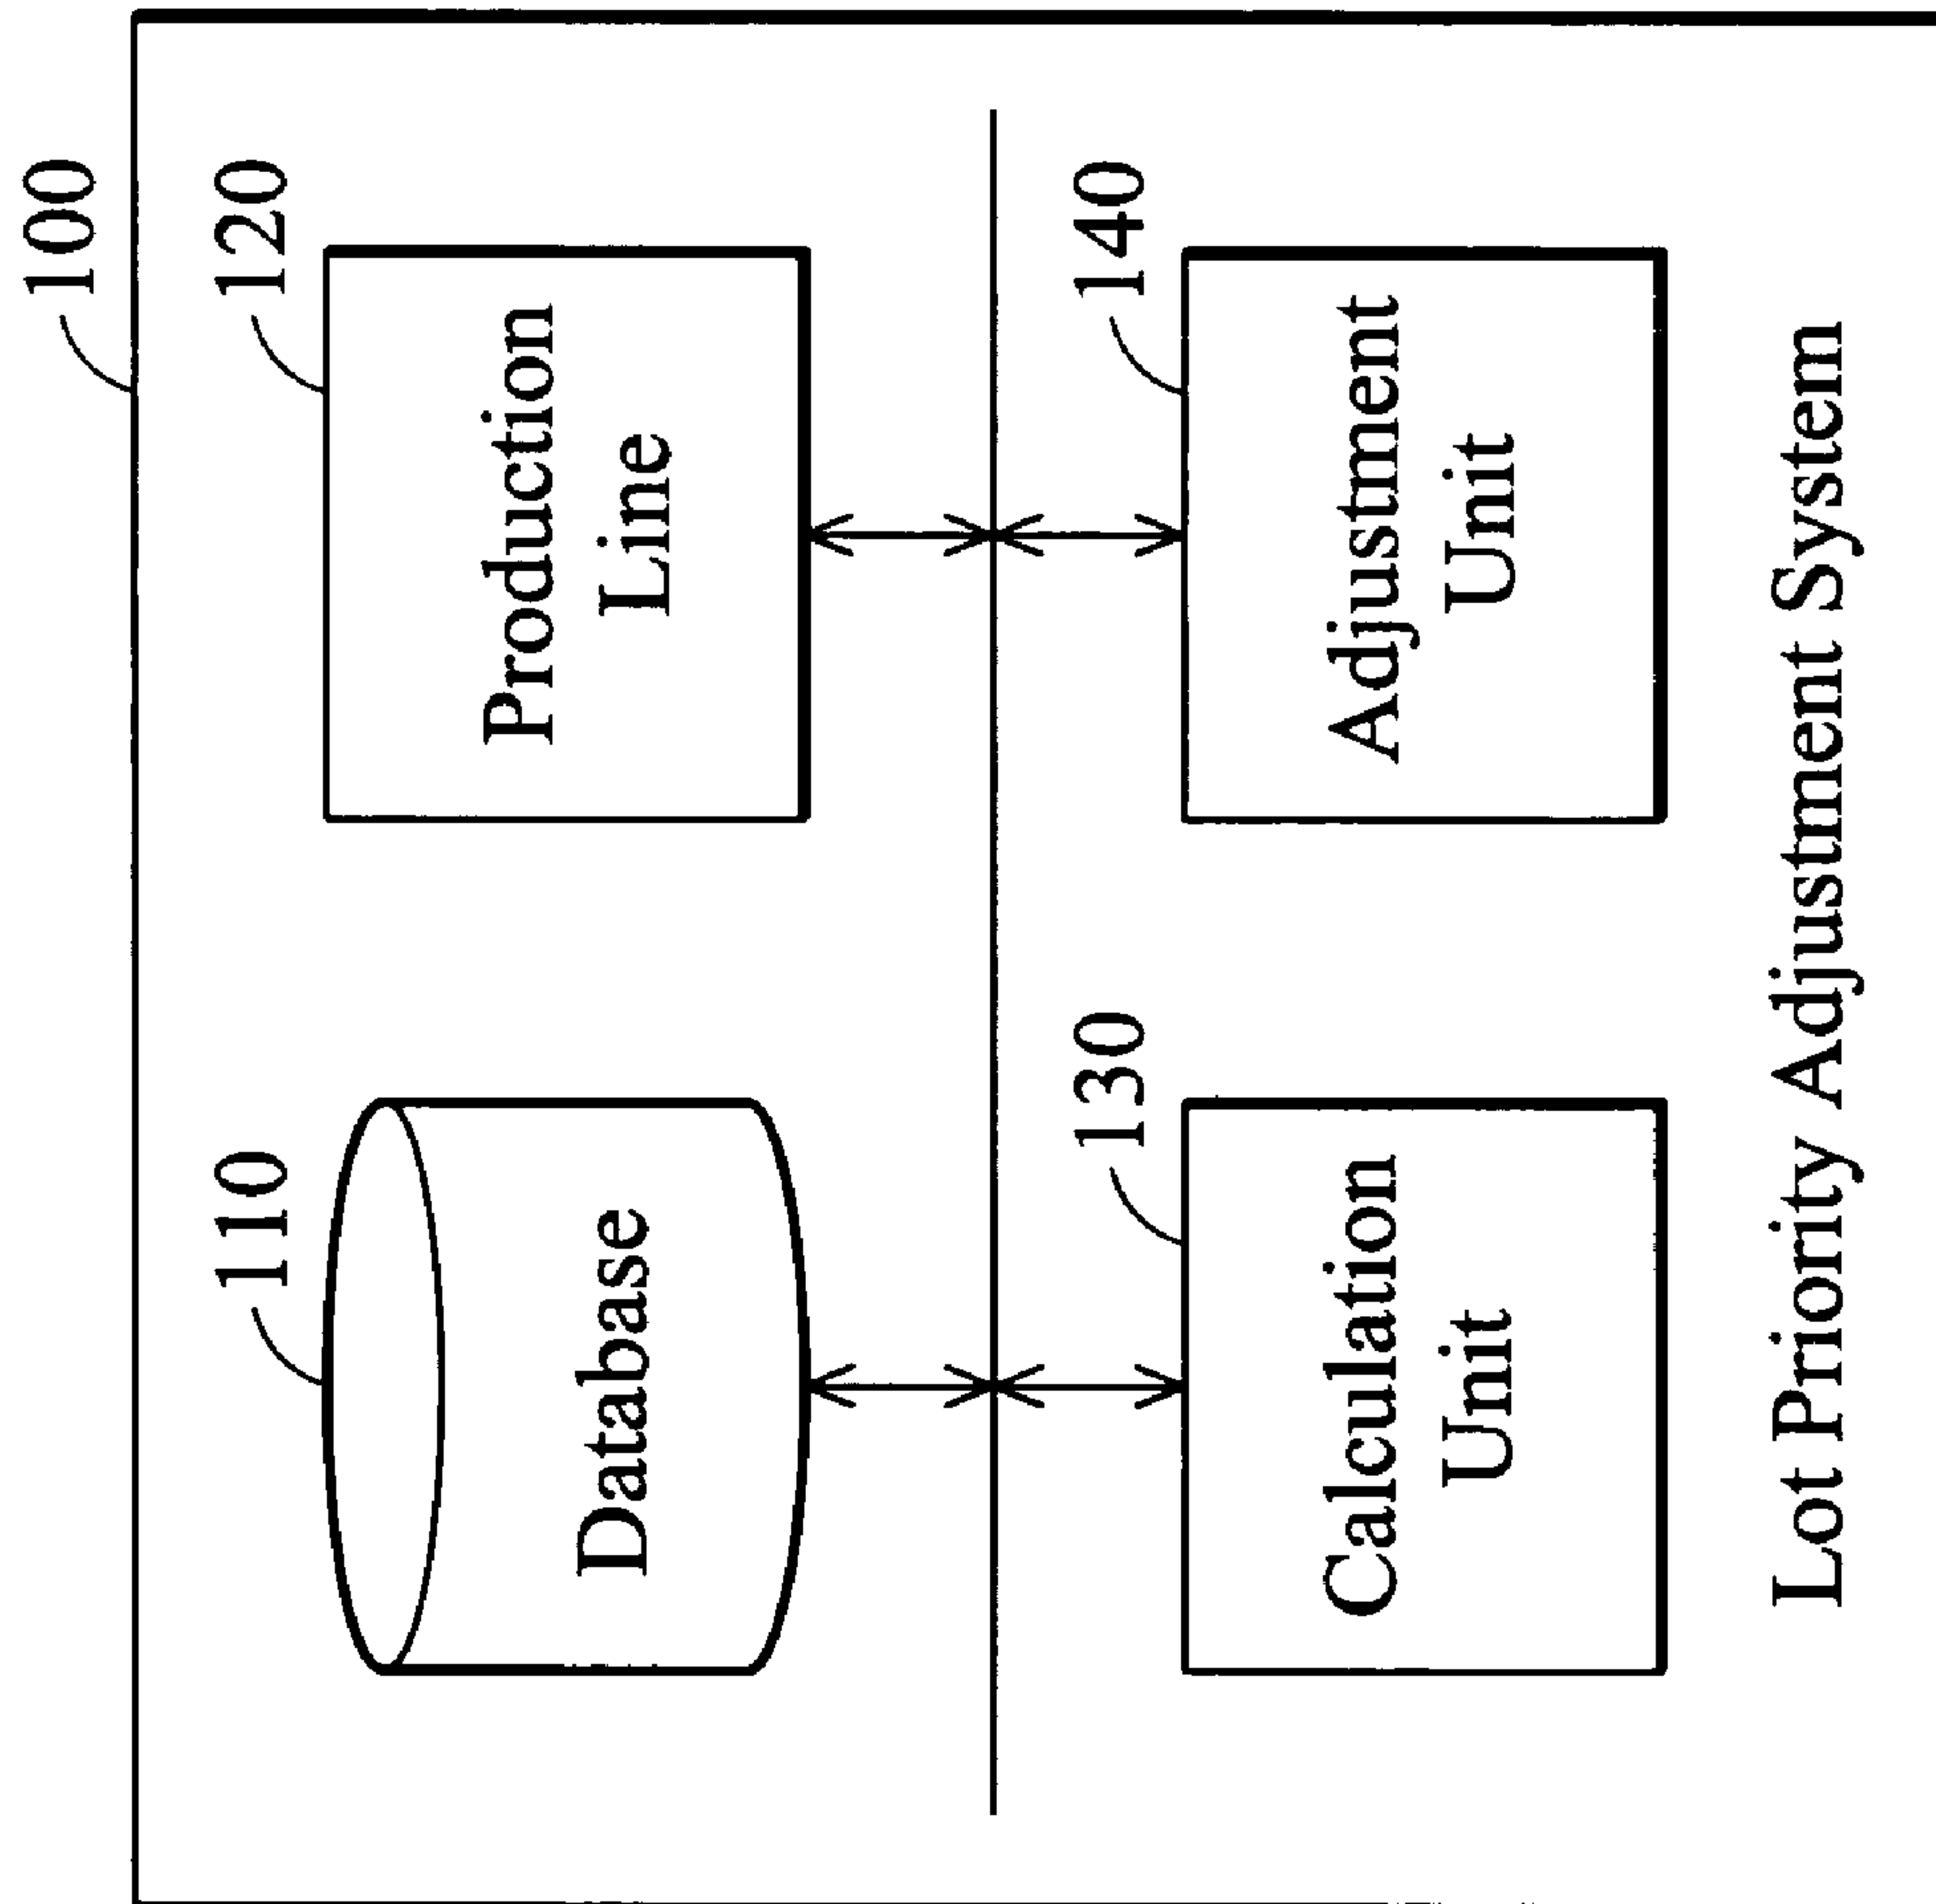 100
110
120
Database
Production
Line
130
140
Calculation
Unit
Adjustment
Unit
Lot Priority Adjustment System